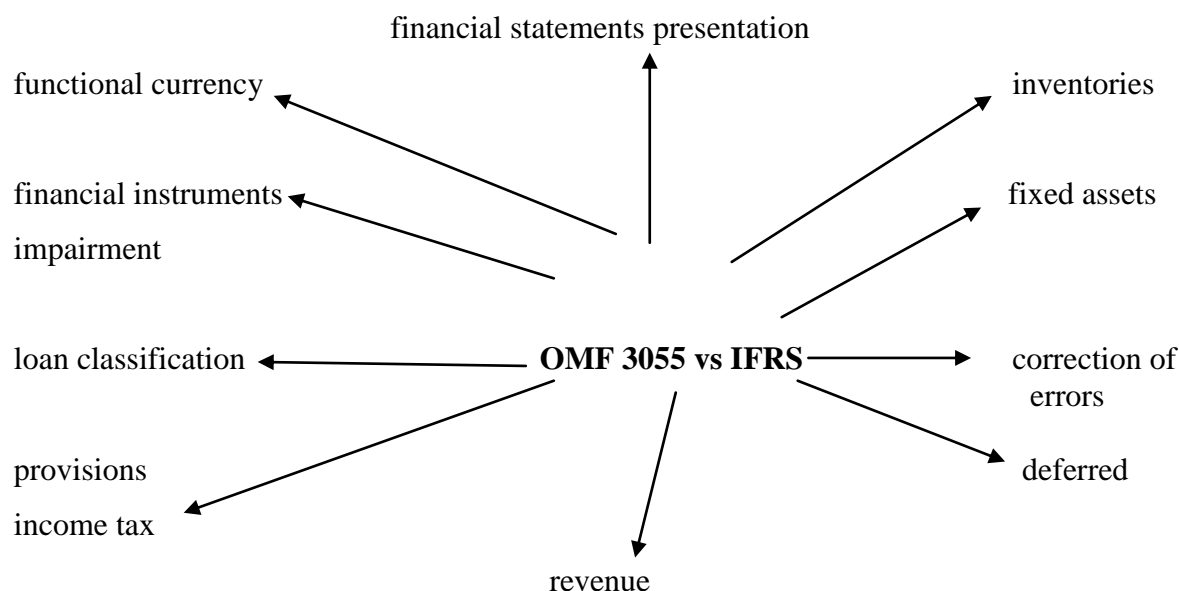 financial statements presentation
functional currency
inventories
financial instruments
fixed assets
impairment
loan classification
OMF 3055 vs IFRS
correction of
errors
provisions
deferred
income tax
revenue